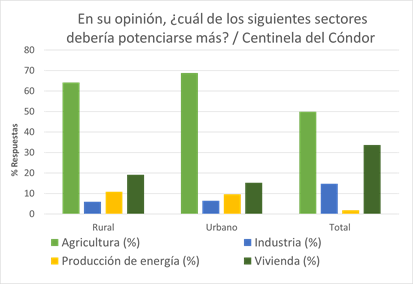 En su opinión, ¿cuál de los siguientes sectores
debería potenciarse más? / Centinela del Cóndor
80
70
60
50
40
30
20
10
0
% Respuestas
Rural Urbano Total
Agricultura (%) Industria (%)
Producción de energía (%) Vivienda (%)